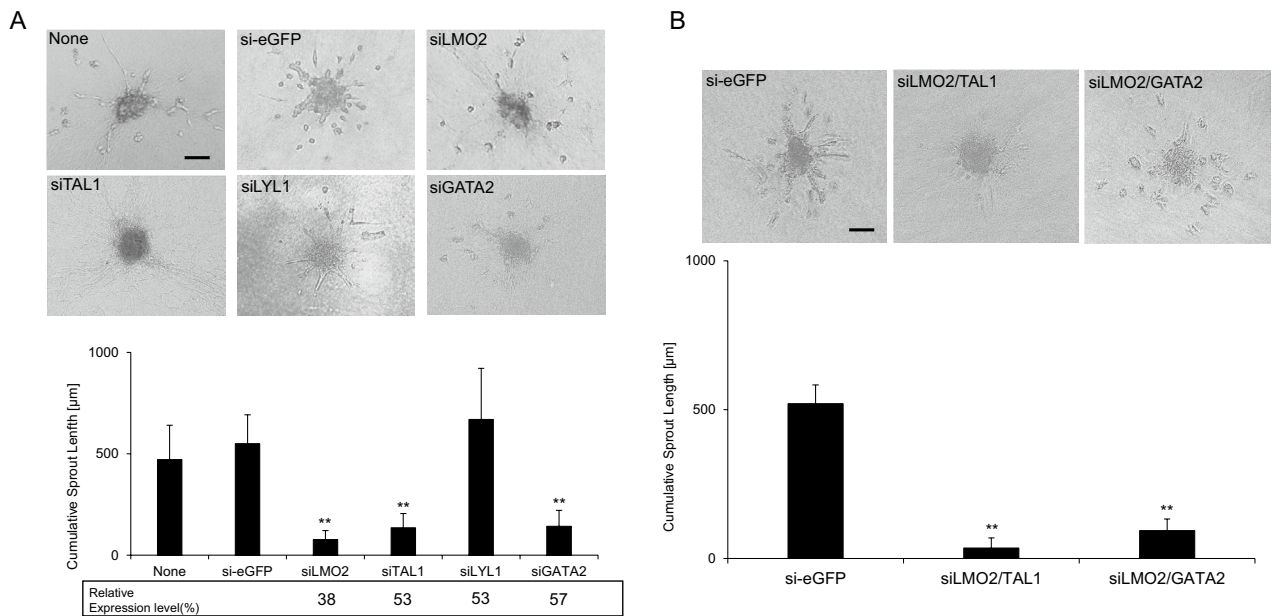 A
None
si-eGFP
siLMO2
siTAL1
siLYL1
siGATA2
1000
500
0
Cumulative Sprout Lenfth [µm]
**
**
**
None
si-eGFP
siLMO2
siTAL1
siLYL1
siGATA2
Relative
Expression level(%)
38
53
53
57
B
si-eGFP
siLMO2/TAL1
siLMO2/GATA2
1000
500
0
Cumulative Sprout Length [µm]
**
**
si-eGFP
siLMO2/TAL1
siLMO2/GATA2